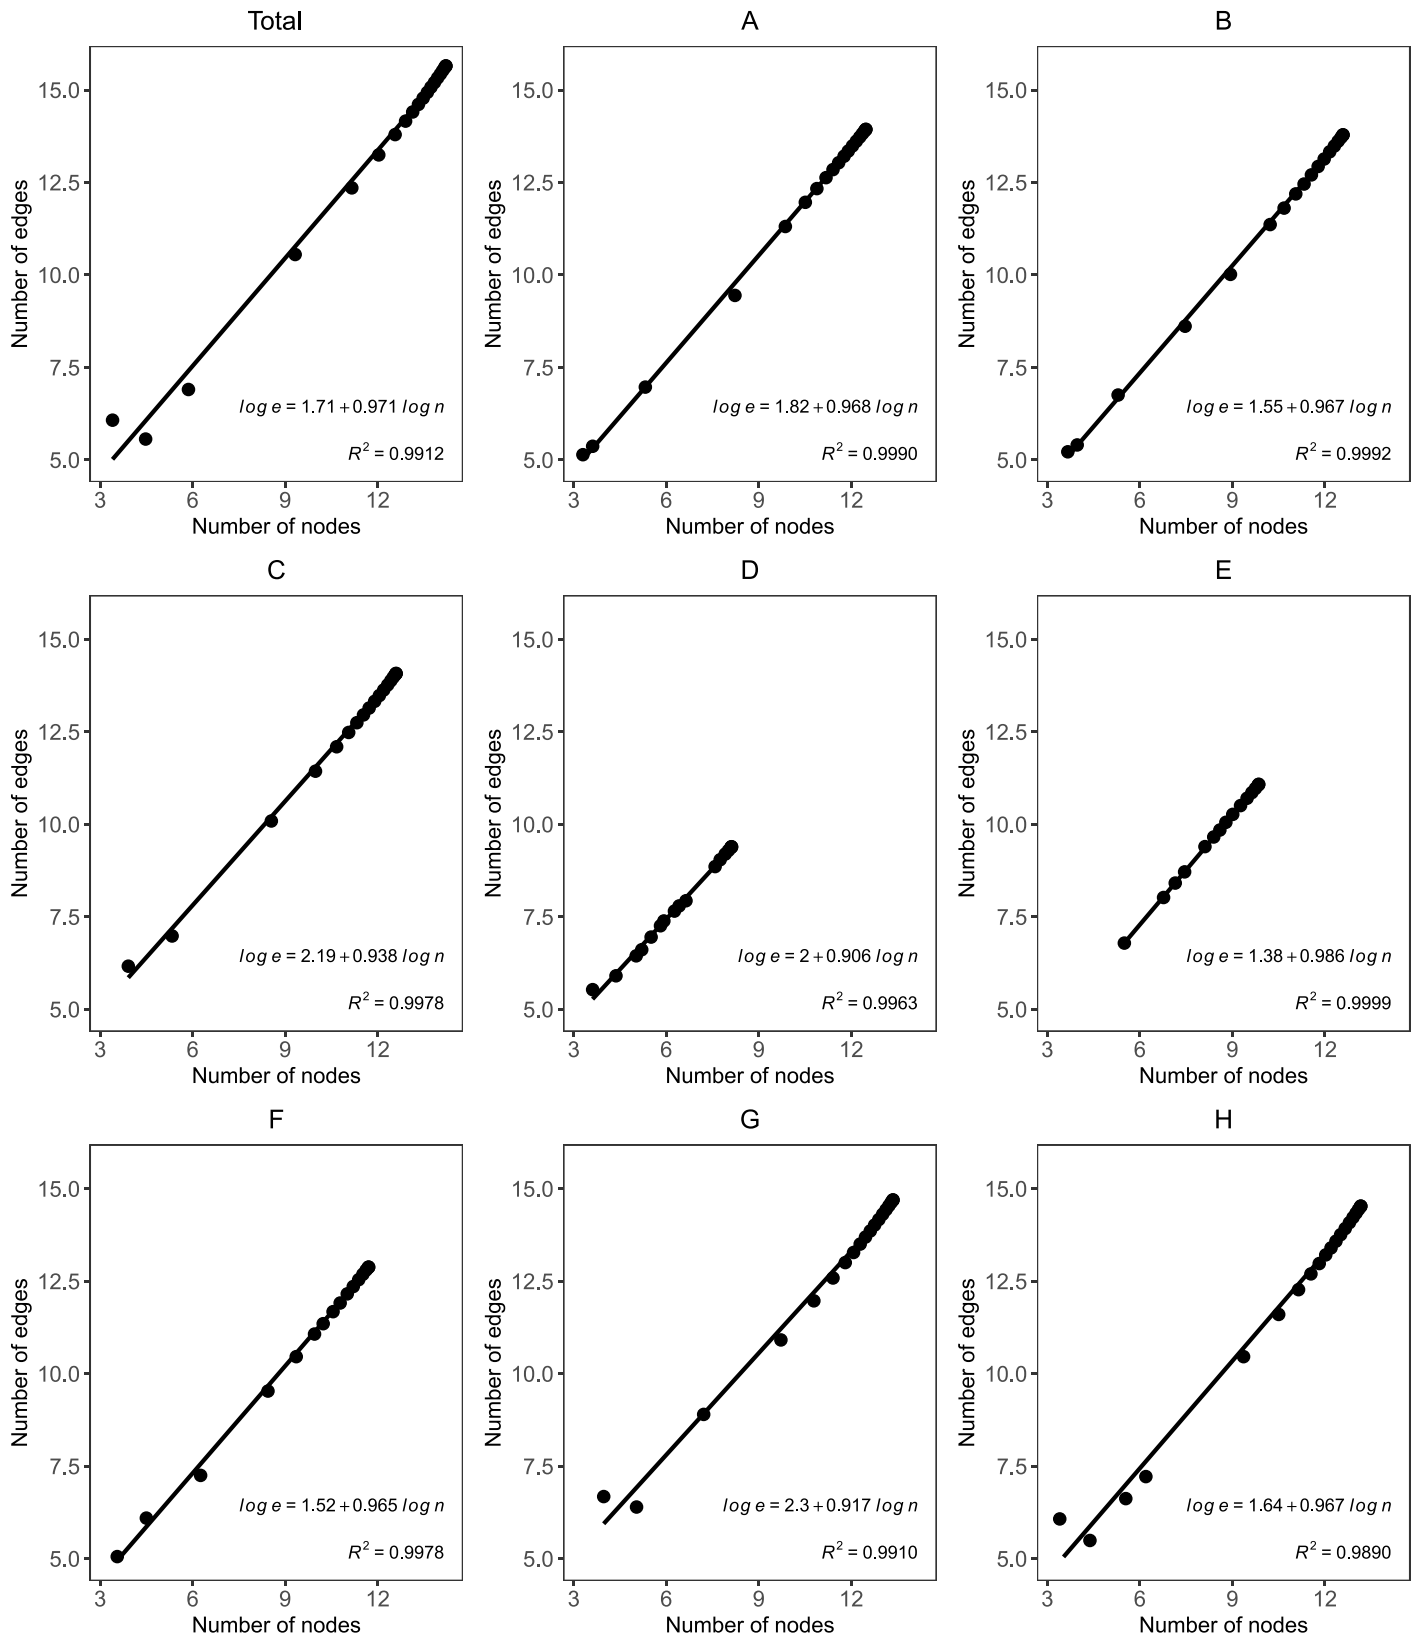 Total
Number of edges
15.0
12.5
10.0
7.5
5.0
log e = 1.71 + 0.971 log n
R² = 0.9912
3 6 9 12
Number of nodes
A
Number of edges
15.0
12.5
10.0
7.5
5.0
log e = 1.82 + 0.968 log n
R² = 0.9990
3 6 9 12
Number of nodes
B
Number of edges
15.0
12.5
10.0
7.5
5.0
log e = 1.55 + 0.967 log n
R² = 0.9992
3 6 9 12
Number of nodes
C
Number of edges
15.0
12.5
10.0
7.5
5.0
log e = 2.19 + 0.938 log n
R² = 0.9978
3 6 9 12
Number of nodes
D
Number of edges
15.0
12.5
10.0
7.5
5.0
log e = 2 + 0.906 log n
R² = 0.9963
3 6 9 12
Number of nodes
E
Number of edges
15.0
12.5
10.0
7.5
5.0
log e = 1.38 + 0.986 log n
R² = 0.9999
3 6 9 12
Number of nodes
F
Number of edges
15.0
12.5
10.0
7.5
5.0
log e = 1.52 + 0.965 log n
R² = 0.9978
3 6 9 12
Number of nodes
G
Number of edges
15.0
12.5
10.0
7.5
5.0
log e = 2.3 + 0.917 log n
R² = 0.9910
3 6 9 12
Number of nodes
H
Number of edges
15.0
12.5
10.0
7.5
5.0
log e = 1.64 + 0.967 log n
R² = 0.9890
3 6 9 12
Number of nodes